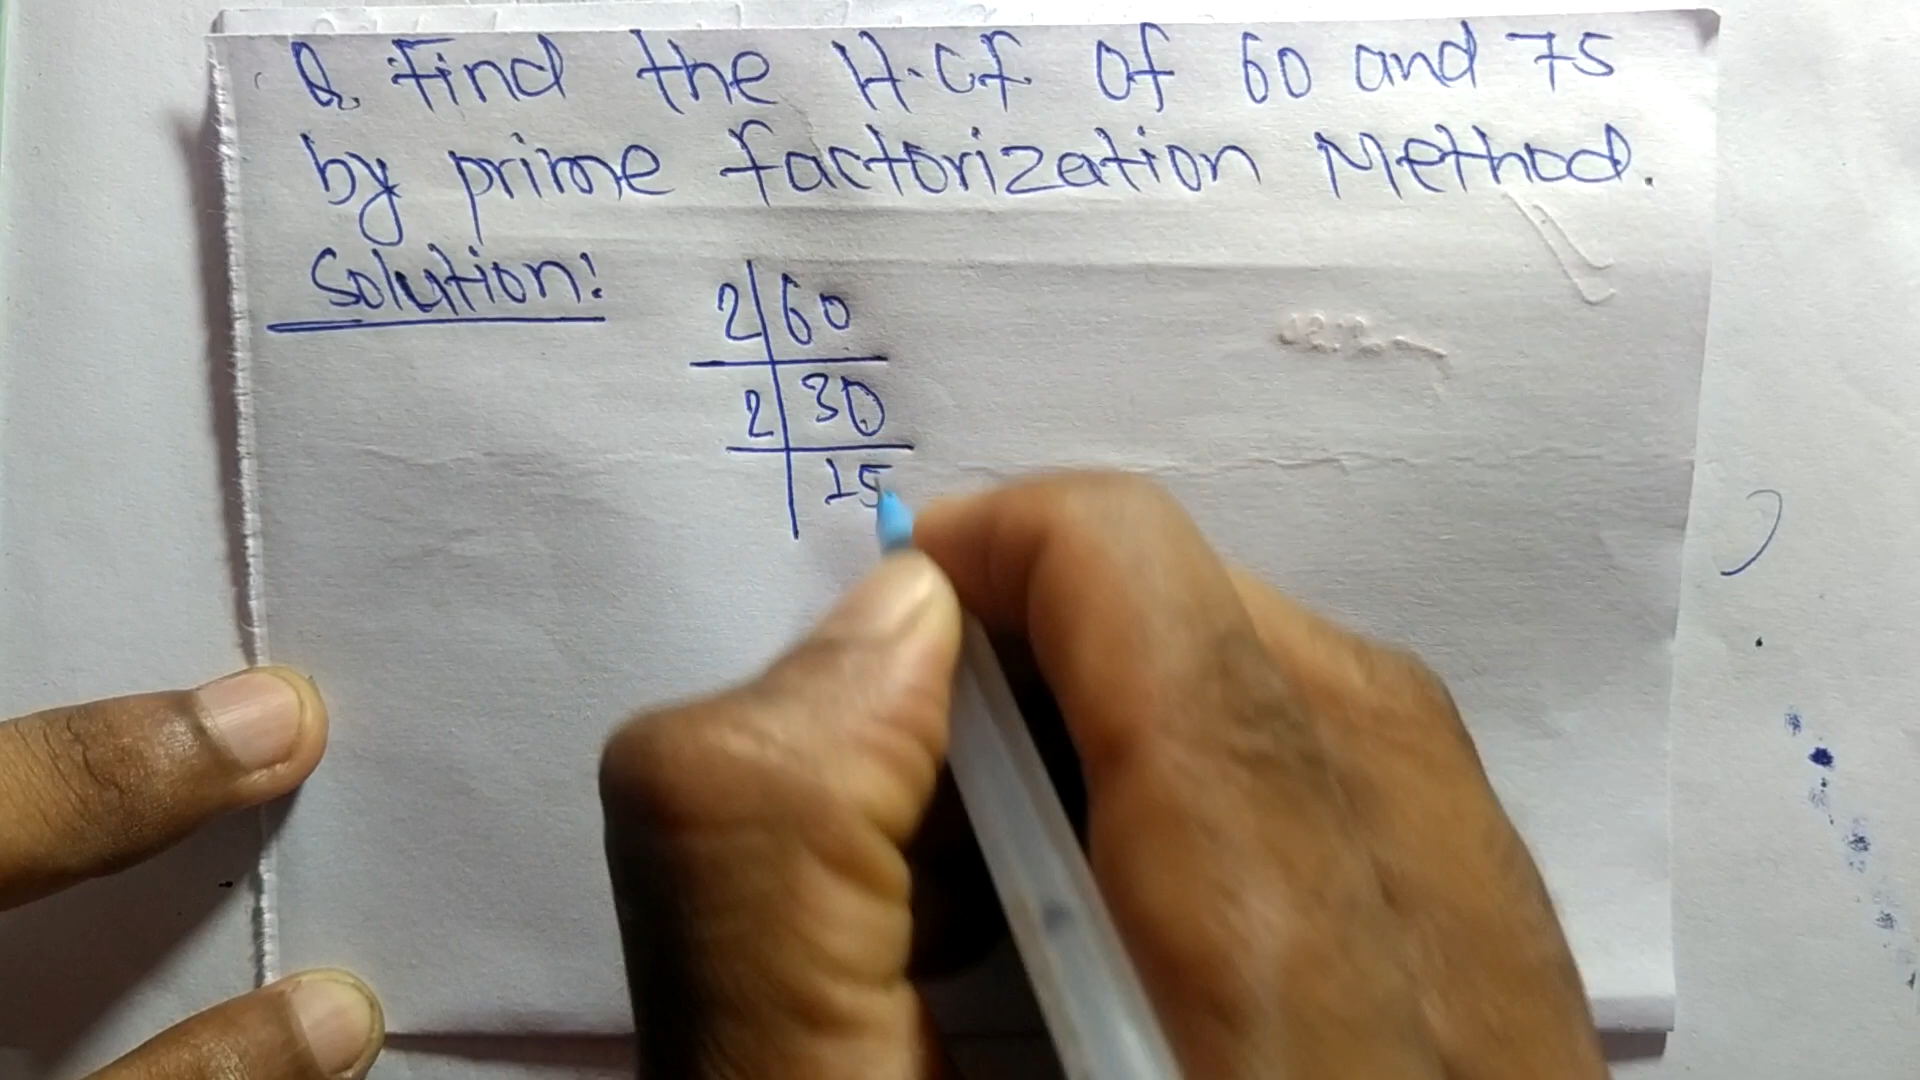 Q. Find the H.C.F. Of 60 and 75
by prime factorization Method.
Solution:
2 60
2 30
15